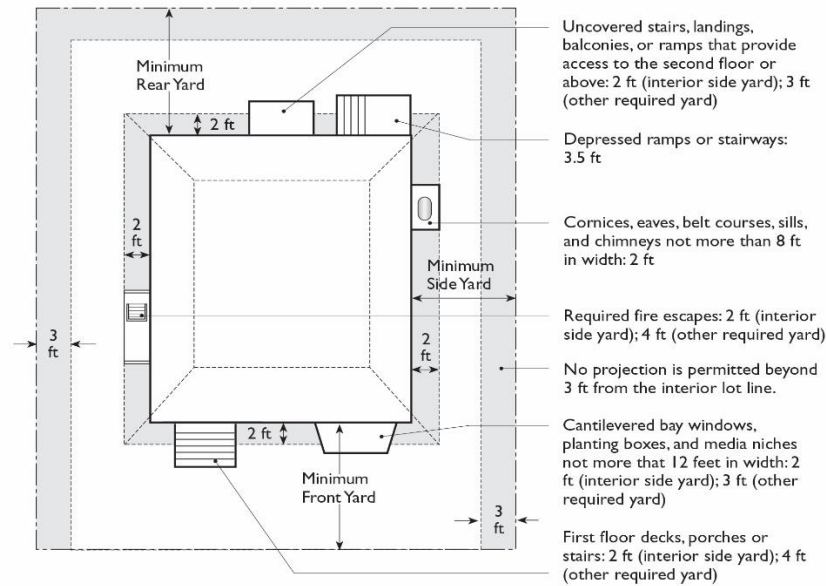 Minimum
Rear Yard
2 ft
2
ft
Minimum
Side Yard
3
ft
2
ft
2 ft
Minimum
Front Yard
3
ft
Uncovered stairs, landings,
balconies, or ramps that provide
access to the second floor or
above: 2 ft (interior side yard); 3 ft
(other required yard)
Depressed ramps or stairways:
3.5 ft
Cornices, eaves, belt courses, sills,
and chimneys not more than 8 ft
in width: 2 ft
Required fire escapes: 2 ft (interior
side yard); 4 ft (other required yard)
No projection is permitted beyond
3 ft from the interior lot line.
Cantilevered bay windows,
planting boxes, and media niches
not more that 12 feet in width: 2
ft (interior side yard); 3 ft (other
required yard)
First floor decks, porches or
stairs: 2 ft (interior side yard); 4 ft
(other required yard)